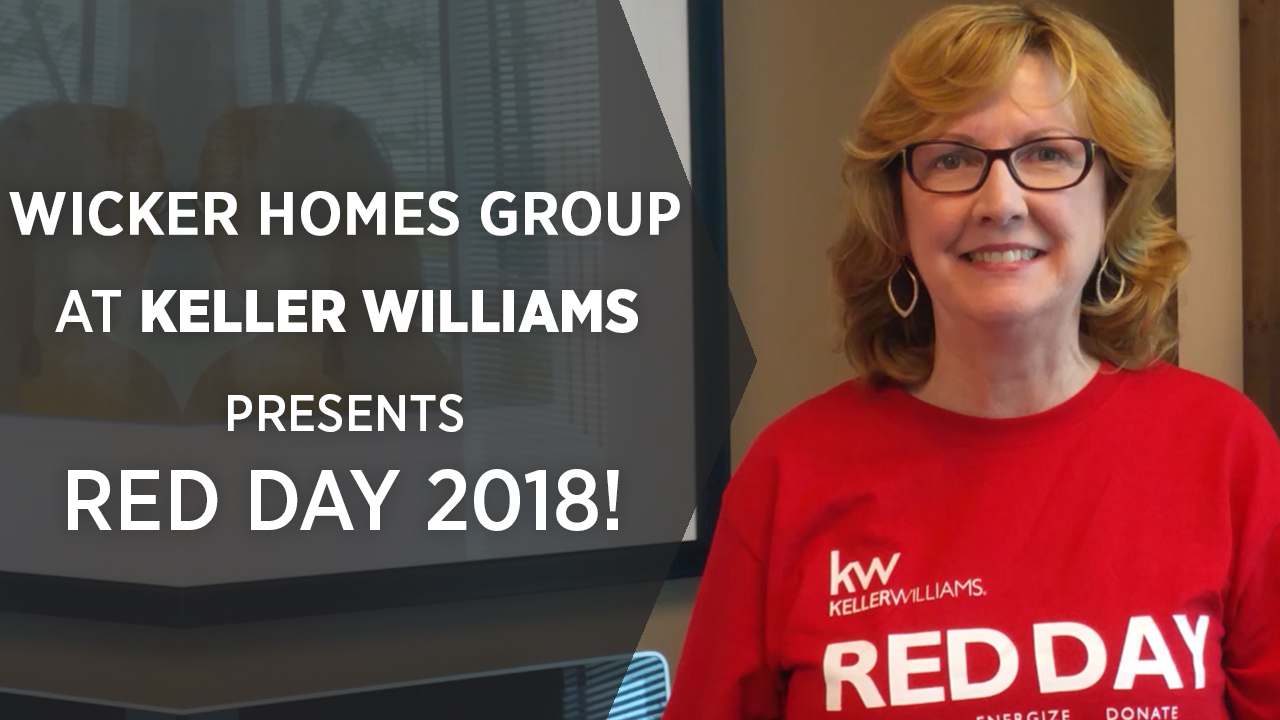 WICKER HOMES GROUP
AT KELLER WILLIAMS
PRESENTS
RED DAY 2018!
kw
KELLERWILLIAMS.
RED DAY
ENERGIZE DONATE